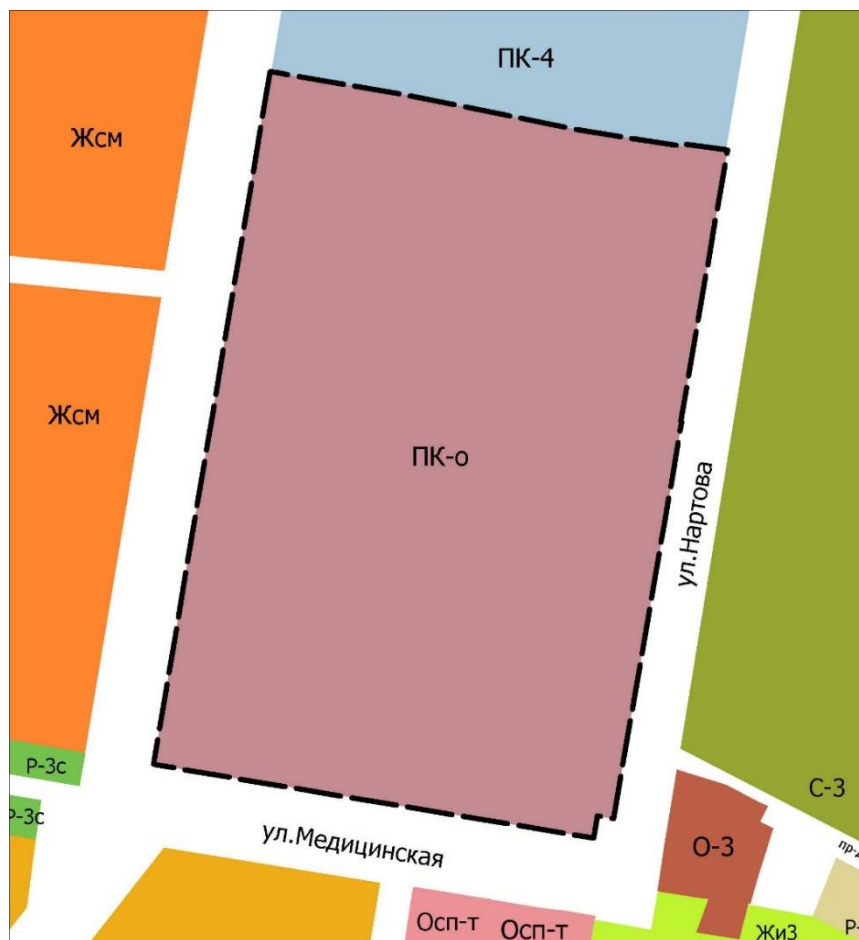 ПК-4
Жсм
Жсм
ПК-о
ул.Нартова
Р-3с
Р-3с
С-3
ул.Медицинская
О-3
Осп-т
Осп-т
Жи3